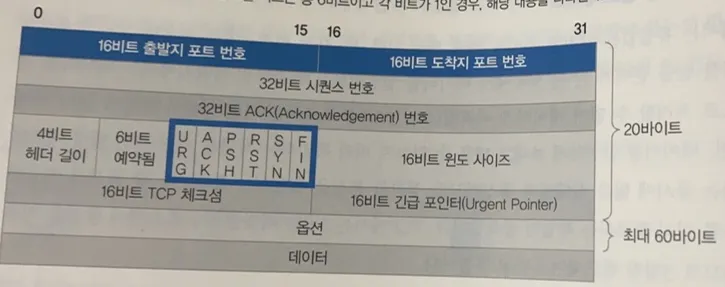 6비트이고 각 비트가 1인 경우, 해당 내용을
0 15 16 31
16비트 출발지 포트 번호 16비트 도착지 포트 번호
32비트 시퀀스 번호
32비트 ACK(Acknowledgement) 번호
20바이트
4비트 헤더 길이 6비트 예약됨 URG ACK PSH RST SYN FIN 16비트 윈도 사이즈
16비트 TCP 체크섬 16비트 긴급 포인터(Urgent Pointer)
옵션
최대 60바이트
데이터